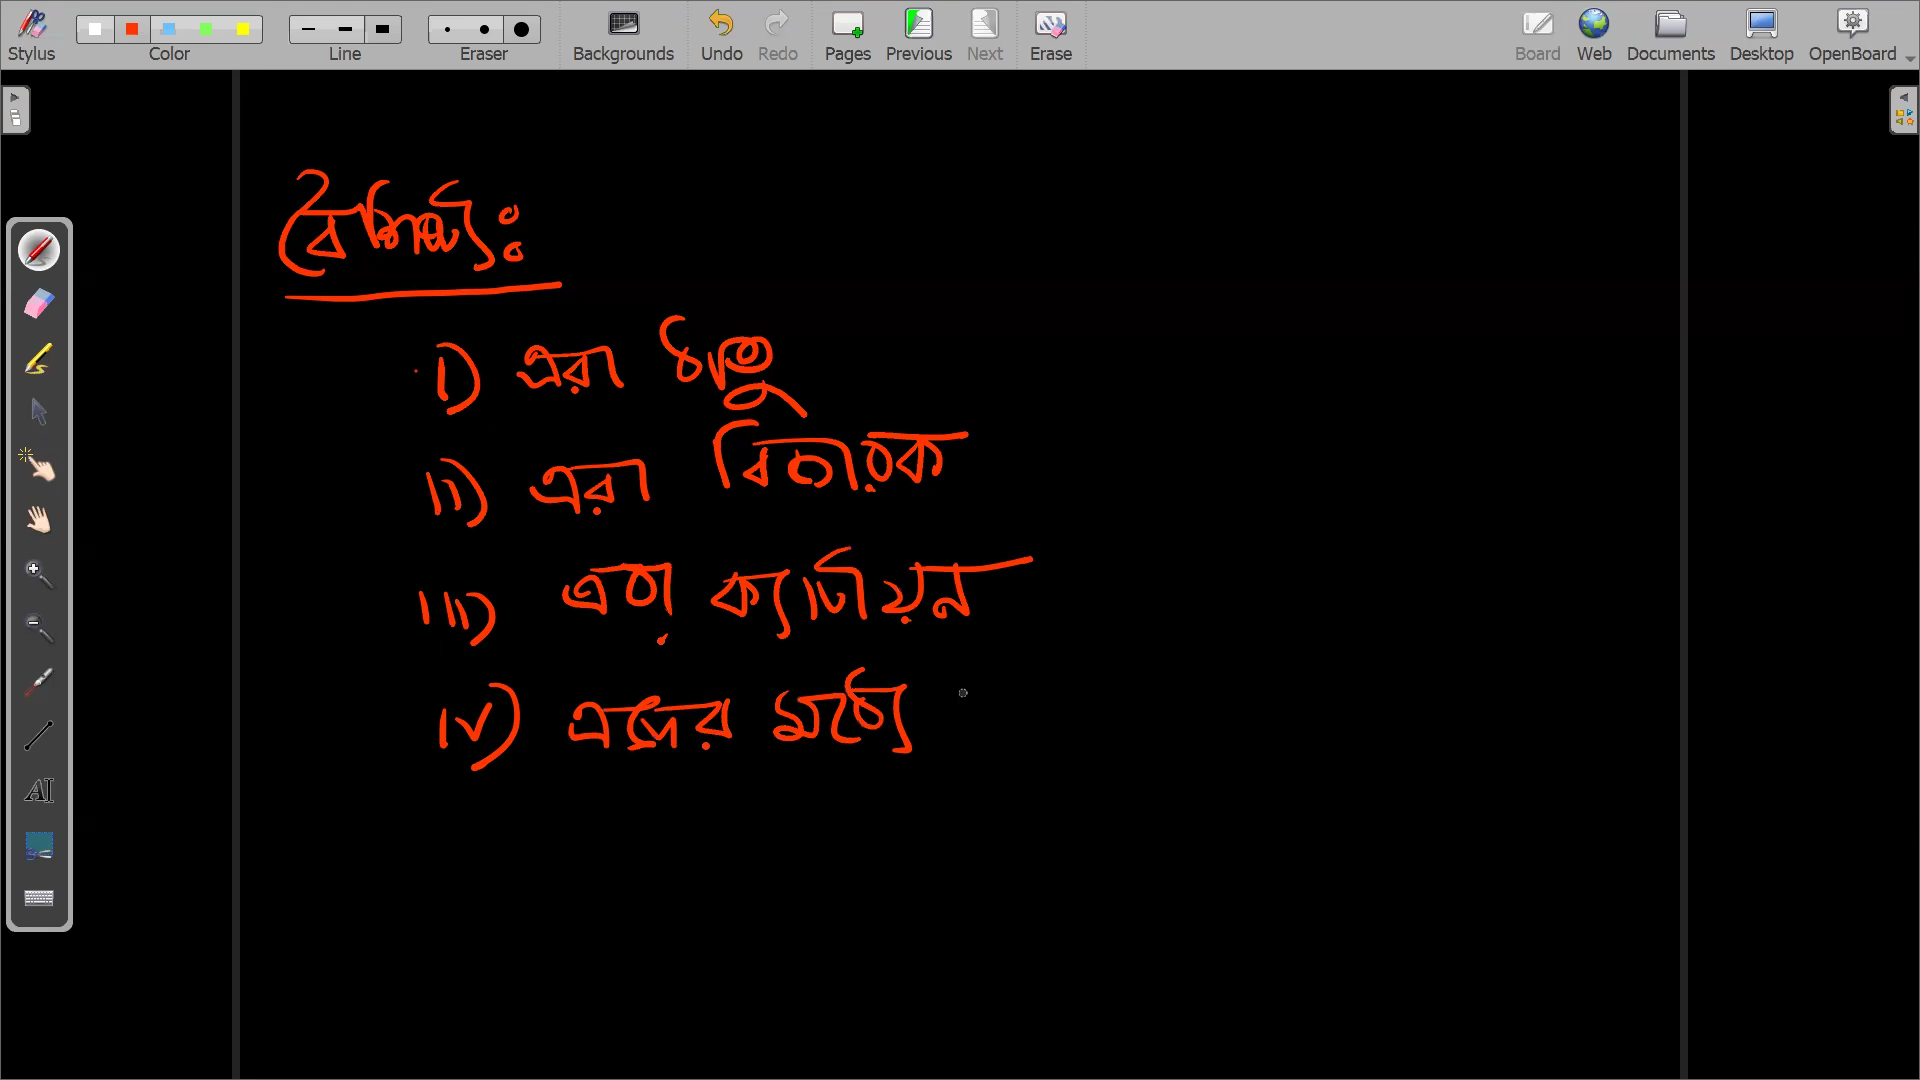 Stylus Color Line Eraser Backgrounds Undo Redo Pages Previous Next Erase Board Web Documents Desktop OpenBoard
বৈশিষ্ট্য:
i) এরা ধাতু
ii) এরা বিজারক
iii) এরা ক্যাটায়ন
iv) এদের মধ্যে